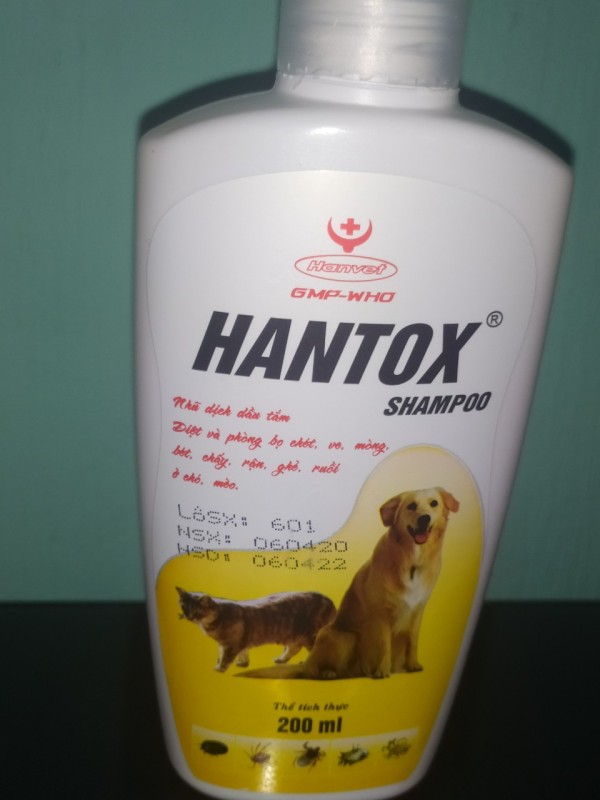 Hanvet
GMP-WHO
HANTOX®
SHAMPOO
Nhũ dịch dầu tắm
Diệt và phòng bọ chét, ve, mòng,
bét, chấy, rận, ghẻ, ruồi
ở chó, mèo.
LôSX: 601
NSX: 060420
HSD: 060422
Thể tích thực
200 ml